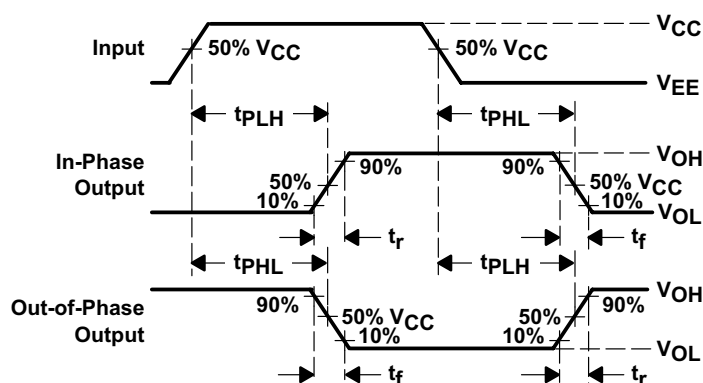 VCC
Input
50% VCC
50% VCC
VEE
tPLH
tPHL
In-Phase
Output
VOH
90%
90%
50%
50% VCC
10%
10%
VOL
tr
tf
tPHL
tPLH
Out-of-Phase
Output
VOH
90%
90%
50% VCC
50%
10%
10%
VOL
tf
tr